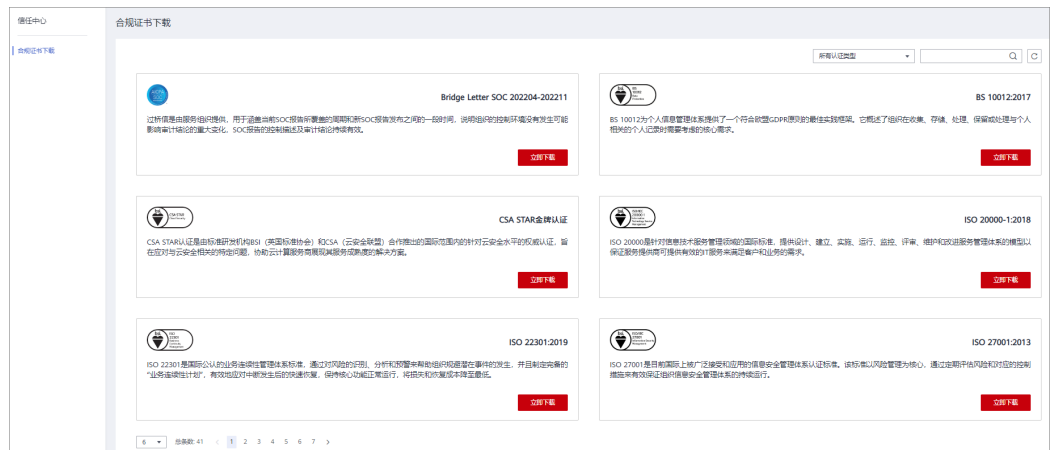 信任中心
合规证书下载
合规证书下载
所有认证类型
Bridge Letter SOC 202204-202211
过桥信是由服务组织提供，用于涵盖当前SOC报告所覆盖的周期和新SOC报告发布之间的一段时间，说明组织的控制环境没有发生可能
影响审计结论的重大变化，SOC报告的控制描述及审计结论持续有效。
立即下载
BS 10012:2017
BS 10012为个人信息管理体系提供了一个符合欧盟GDPR原则的最佳实践框架。它概述了组织在收集、存储、处理、保留或处理与个人
相关的个人记录时需要考虑的核心需求。
立即下载
CSA STAR金牌认证
CSA STAR认证是由标准研发机构BSI（英国标准协会）和CSA（云安全联盟）合作推出的国际范围内的针对云安全水平的权威认证，旨
在应对与云安全相关的特定问题，协助云计算服务商展现其服务成熟度的解决方案。
立即下载
ISO 20000-1:2018
ISO 20000是针对信息技术服务管理领域的国际标准，提供设计、建立、实施、运行、监控、评审、维护和改进服务管理体系的模型以
保证服务提供商可提供有效的IT服务来满足客户和业务的需求。
立即下载
ISO 22301:2019
ISO 22301是国际公认的业务连续性管理体系标准，通过对风险的识别、分析和预警来帮助组织规避潜在事件的发生，并且制定完备的
“业务连续性计划”，有效地应对中断发生后的快速恢复，保持核心功能正常运行，将损失和恢复成本降至最低。
立即下载
ISO 27001:2013
ISO 27001是目前国际上被广泛接受和应用的信息安全管理体系认证标准。该标准以风险管理为核心，通过定期评估风险和对应的控制
措施来有效保证组织信息安全管理体系的持续运行。
立即下载
6 总条数: 41 < 1 2 3 4 5 6 7 >